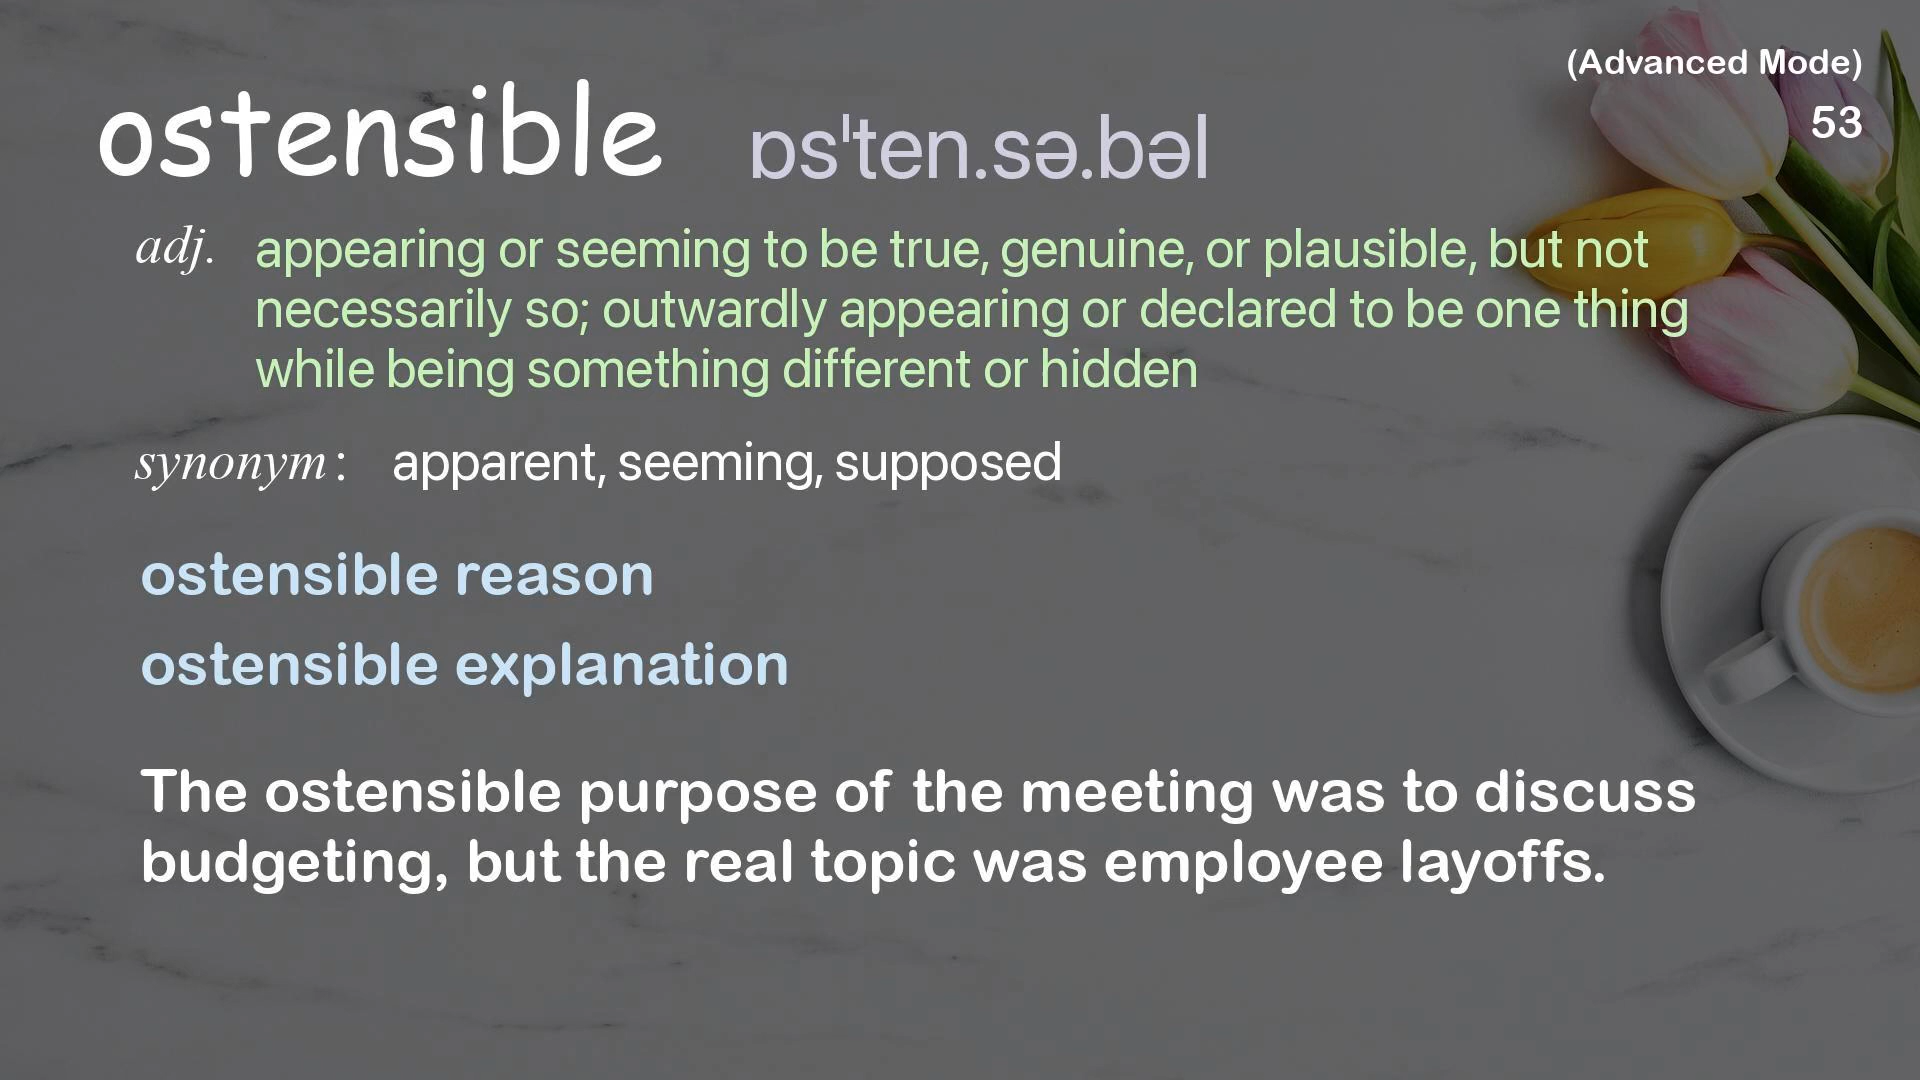 (Advanced Mode)
53
ostensible ɒsˈten.sə.bəl
adj. appearing or seeming to be true, genuine, or plausible, but not
necessarily so; outwardly appearing or declared to be one thing
while being something different or hidden
synonym : apparent, seeming, supposed
ostensible reason
ostensible explanation
The ostensible purpose of the meeting was to discuss
budgeting, but the real topic was employee layoffs.